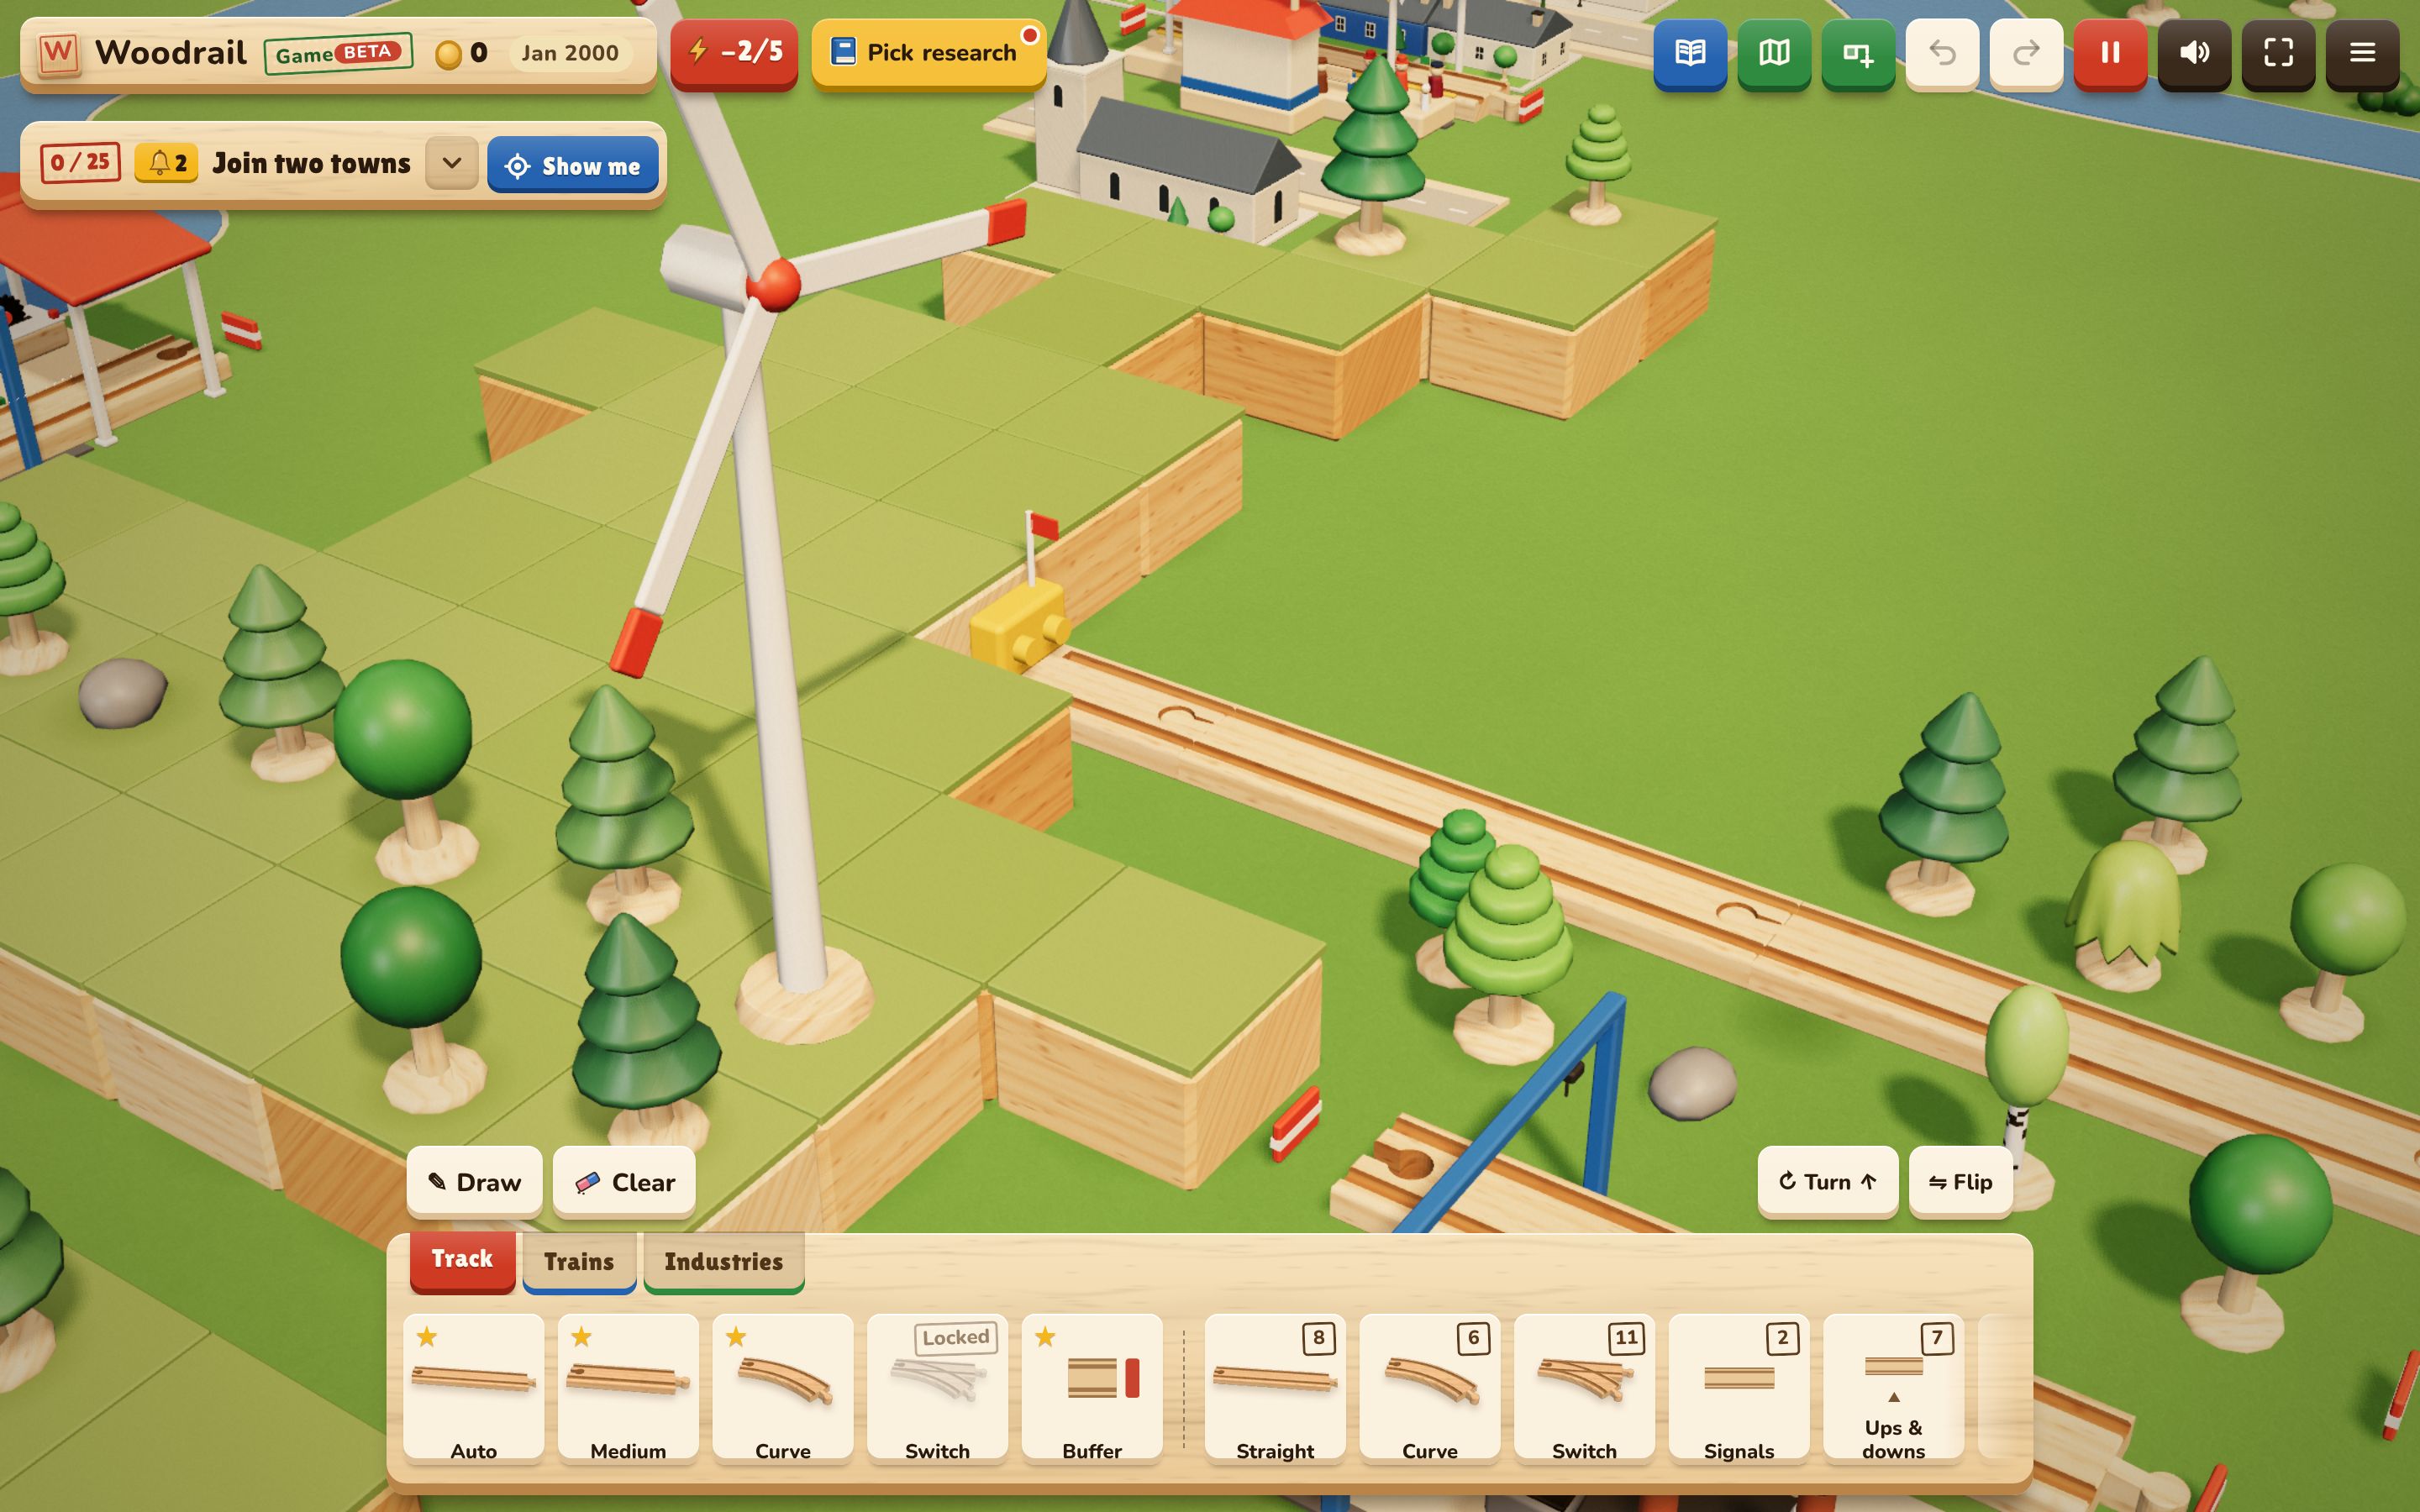 W Woodrail Game BETA 0 Jan 2000
-2/5
Pick research
0/25 2 Join two towns Show me
Draw Clear
Turn Flip
Track Trains Industries
Locked 8 6 11 2 7
Auto Medium Curve Switch Buffer Straight Curve Switch Signals Ups &
downs